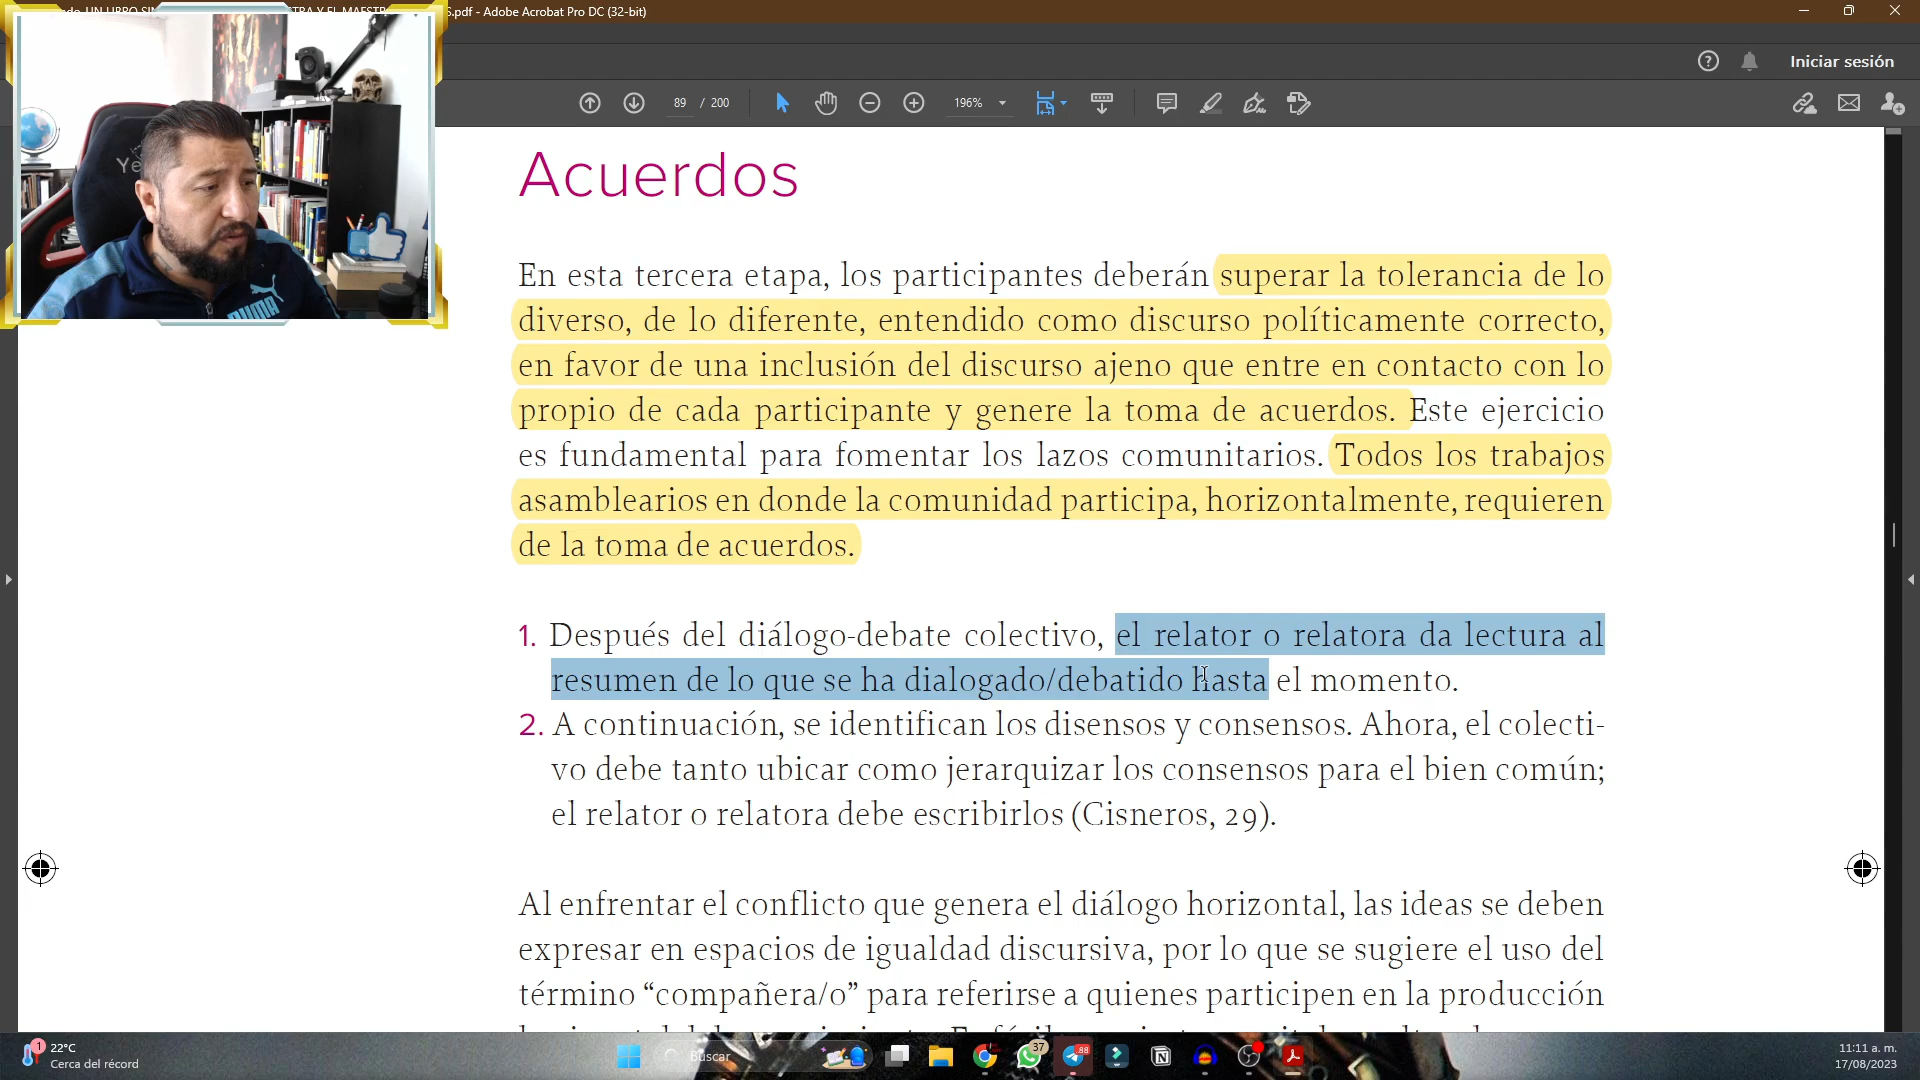 S.pdf - Adobe Acrobat Pro DC (32-bit)
Iniciar sesión
89 / 200
196%
Acuerdos
En esta tercera etapa, los participantes deberán superar la tolerancia de lo
diverso, de lo diferente, entendido como discurso políticamente correcto,
en favor de una inclusión del discurso ajeno que entre en contacto con lo
propio de cada participante y genere la toma de acuerdos. Este ejercicio
es fundamental para fomentar los lazos comunitarios. Todos los trabajos
asamblearios en donde la comunidad participa, horizontalmente, requieren
de la toma de acuerdos.
1. Después del diálogo-debate colectivo, el relator o relatora da lectura al
resumen de lo que se ha dialogado/debatido hasta el momento.
2. A continuación, se identifican los disensos y consensos. Ahora, el colecti-
vo debe tanto ubicar como jerarquizar los consensos para el bien común;
el relator o relatora debe escribirlos (Cisneros, 29).
Al enfrentar el conflicto que genera el diálogo horizontal, las ideas se deben
expresar en espacios de igualdad discursiva, por lo que se sugiere el uso del
término “compañera/o” para referirse a quienes participen en la producción
PUMA
1
22°C
Cerca del récord
Buscar
37
88
11:11 a. m.
17/08/2023